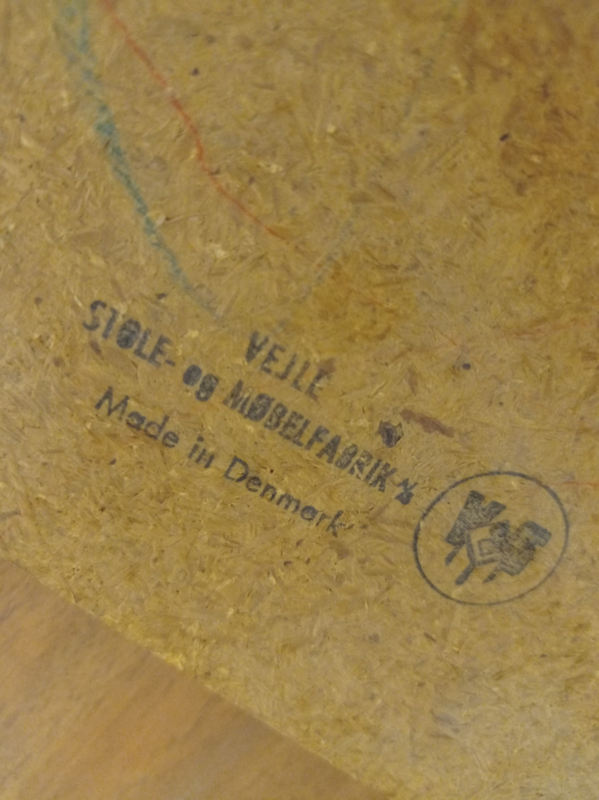 VEJLE
STOLE- og MØBELFABRIK A/S
Made in Denmark